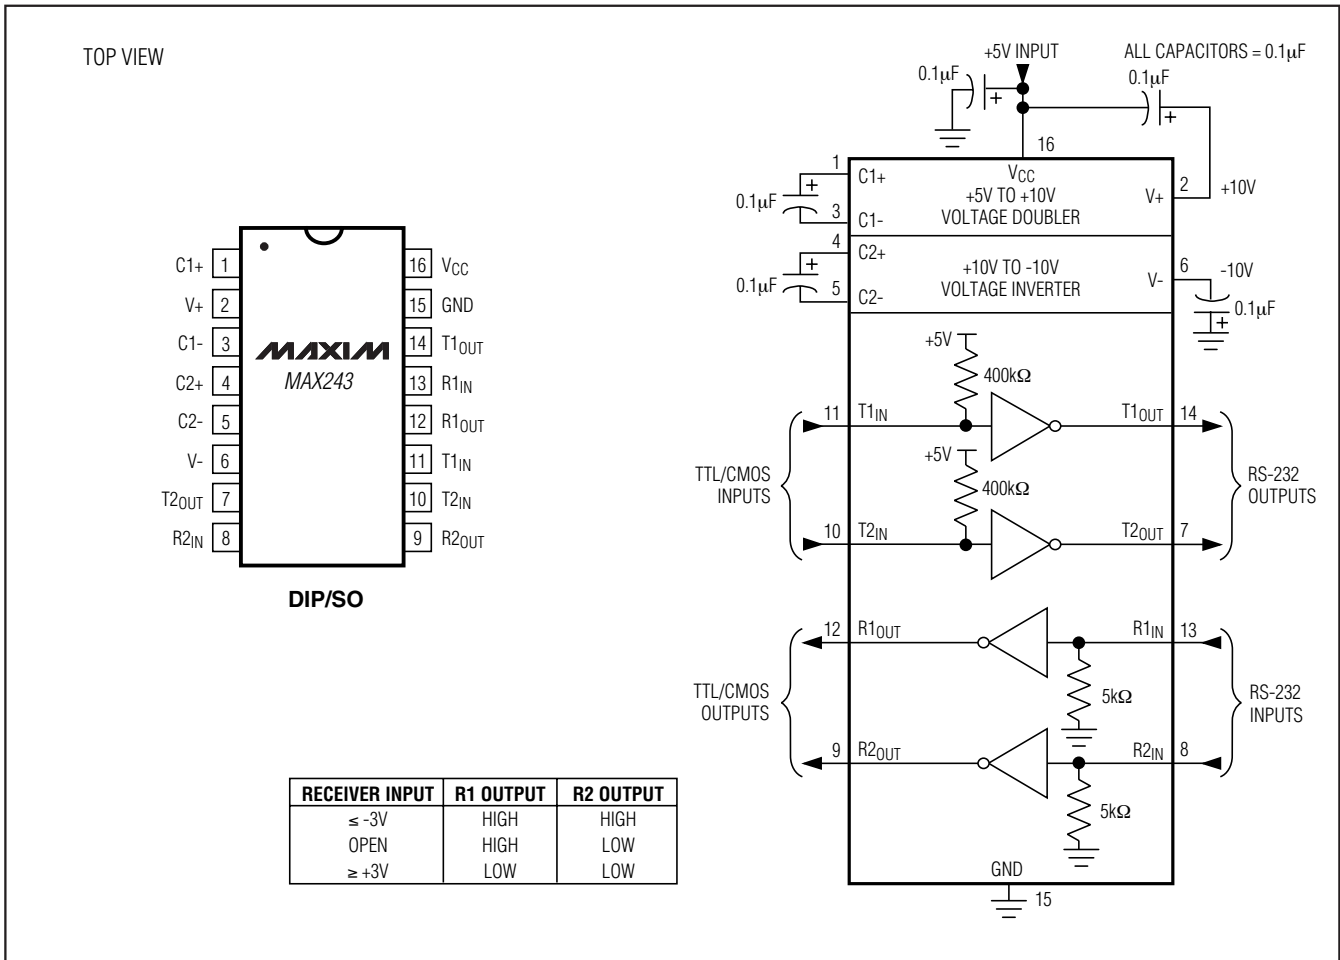 TOP VIEW
+5V INPUT
ALL CAPACITORS = 0.1µF
0.1µF
0.1µF
+
+
16
1
C1+
VCC
+5V TO +10V
VOLTAGE DOUBLER
V+
2
+10V
+
0.1µF
3
C1-
4
C2+
+10V TO -10V
VOLTAGE INVERTER
V-
6
-10V
+
0.1µF
5
C2-
0.1µF
+
C1+ 1
V+ 2
C1- 3
C2+ 4
C2- 5
V- 6
T2OUT 7
R2IN 8
MAXIM
MAX243
16 VCC
15 GND
14 T1OUT
13 R1IN
12 R1OUT
11 T1IN
10 T2IN
9 R2OUT
DIP/SO
+5V
400kΩ
11
T1IN
T1OUT
14
+5V
400kΩ
TTL/CMOS
INPUTS
RS-232
OUTPUTS
10
T2IN
T2OUT
7
12
R1OUT
R1IN
13
TTL/CMOS
OUTPUTS
5kΩ
RS-232
INPUTS
9
R2OUT
R2IN
8
5kΩ
GND
15
RECEIVER INPUT R1 OUTPUT R2 OUTPUT
≤ -3V HIGH HIGH
OPEN HIGH LOW
≥ +3V LOW LOW